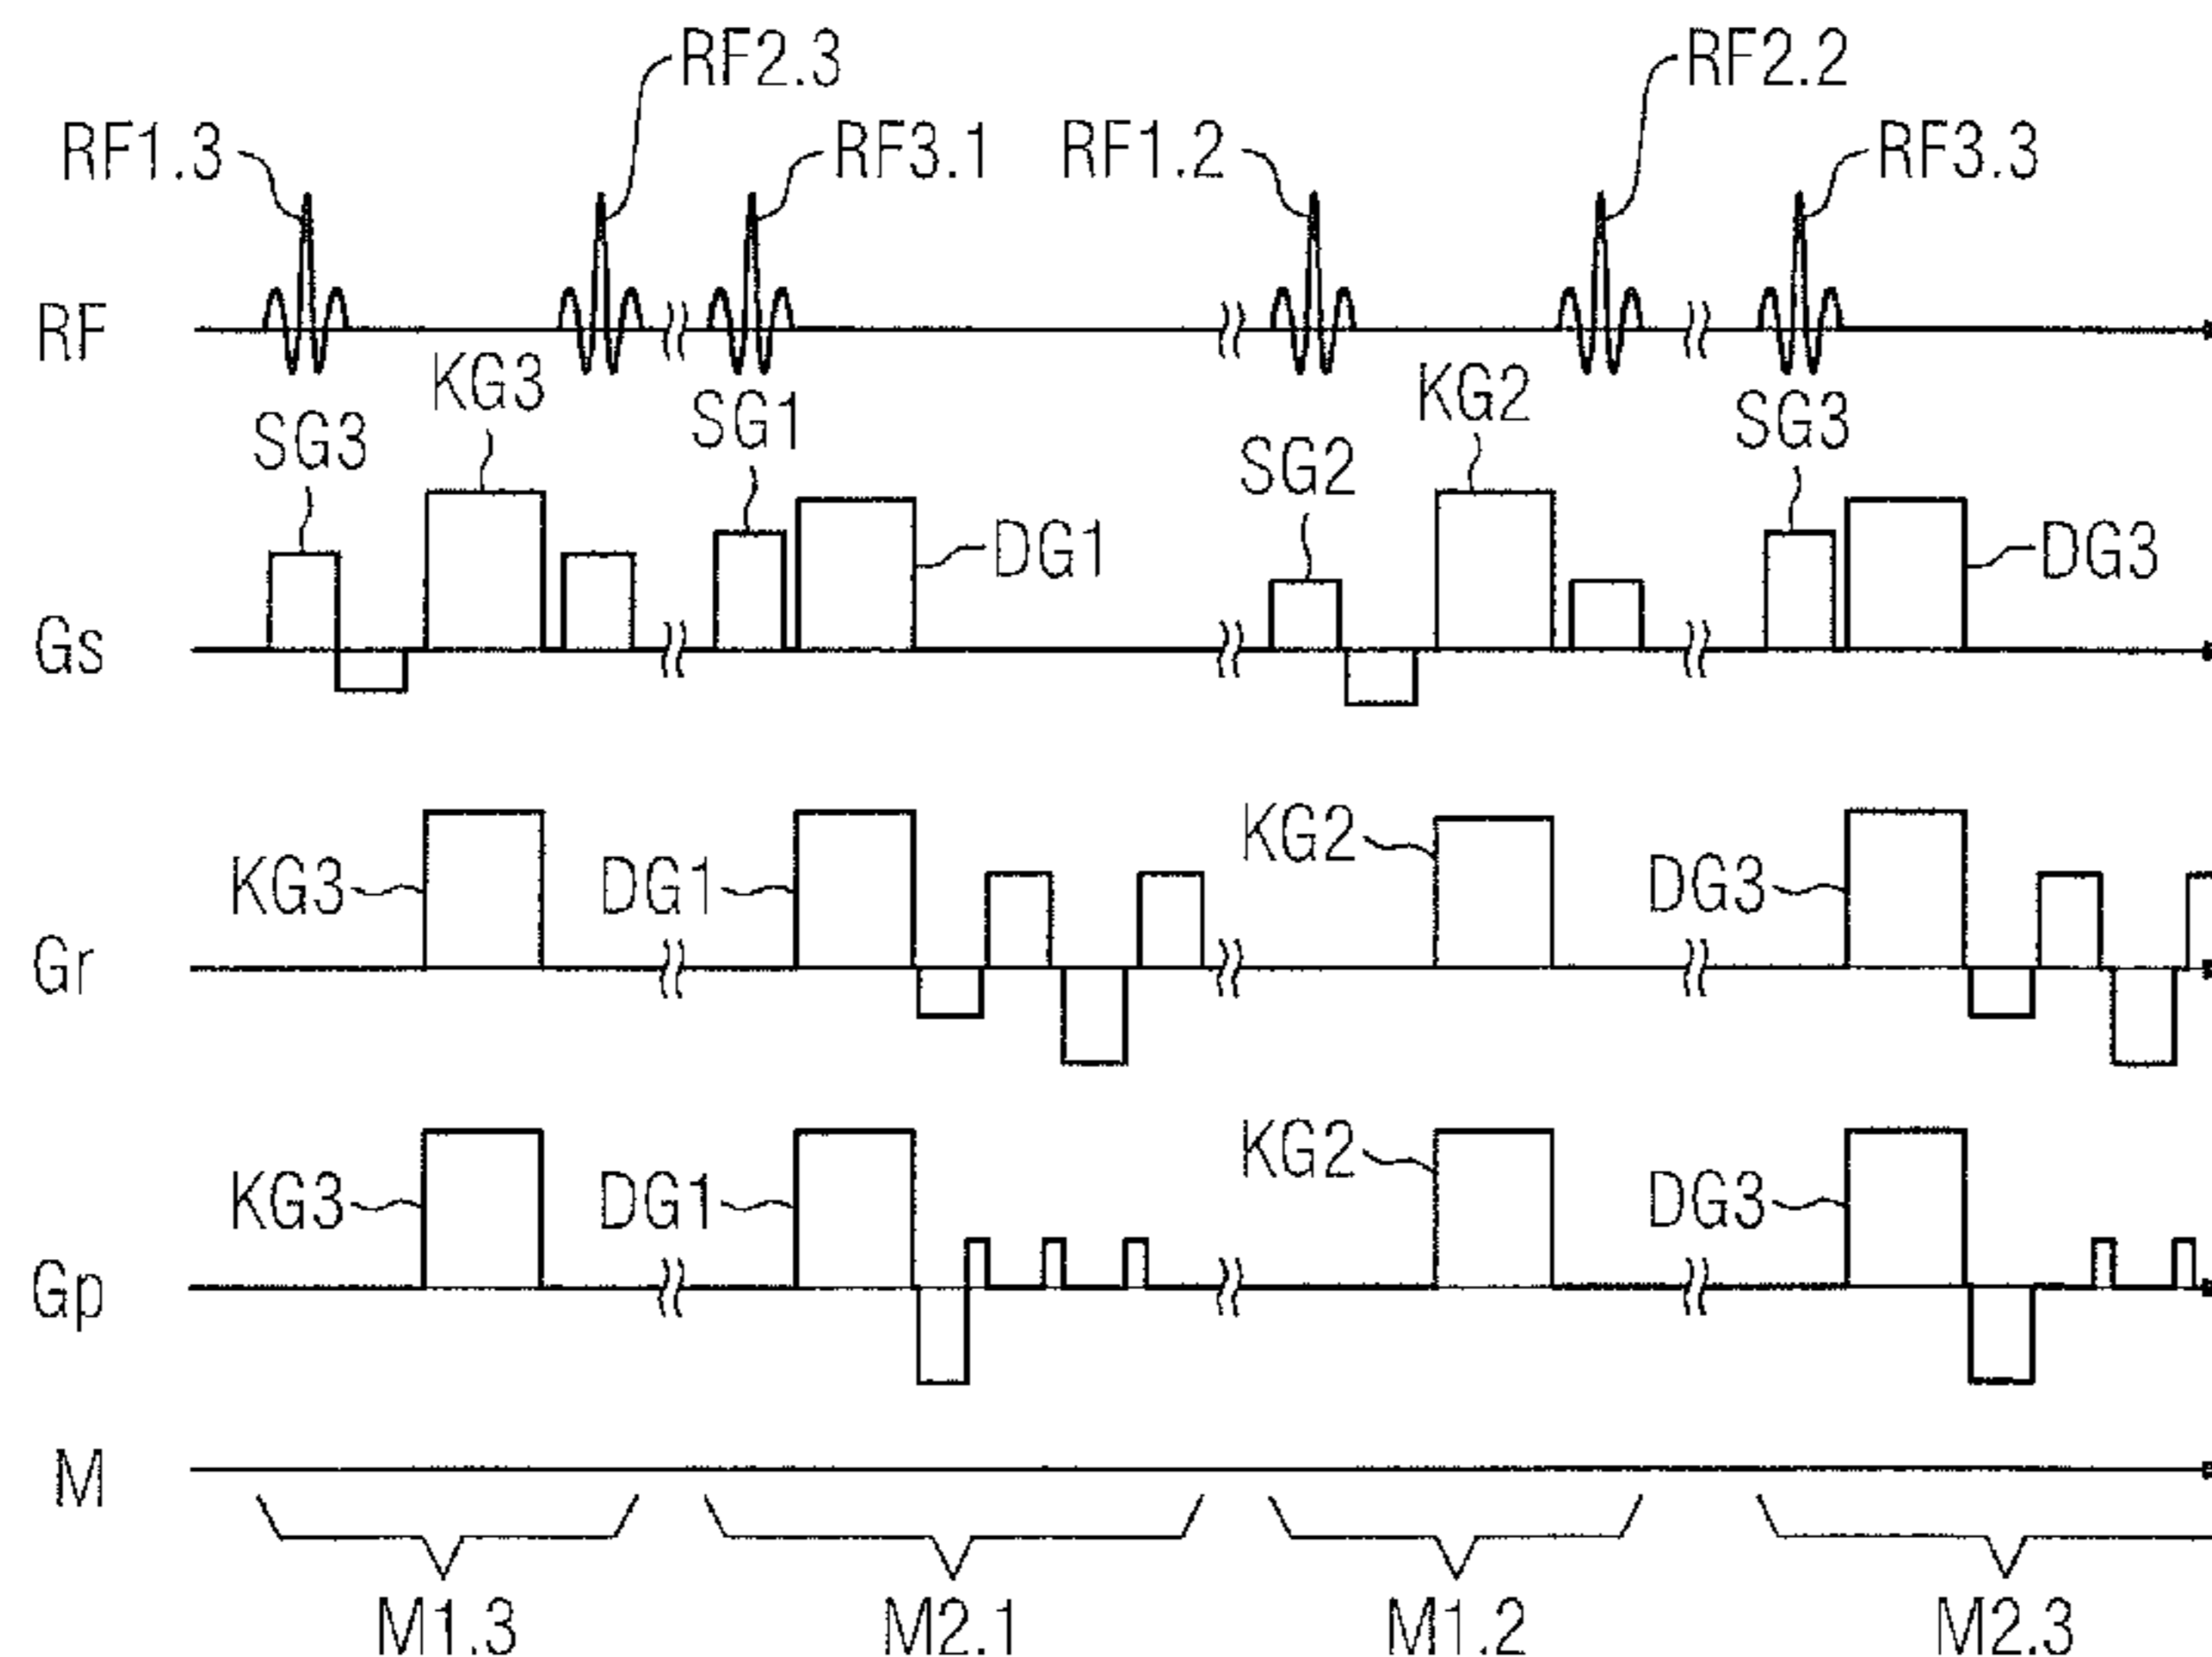 RF2.3
RF2.2
RF1.3
RF3.1
RF1.2
RF3.3
RF
KG3
KG2
SG3
SG1
SG2
SG3
DG1
DG3
Gs
KG3
DG1
KG2
DG3
Gr
KG3
DG1
KG2
DG3
Gp
M
M1.3
M2.1
M1.2
M2.3